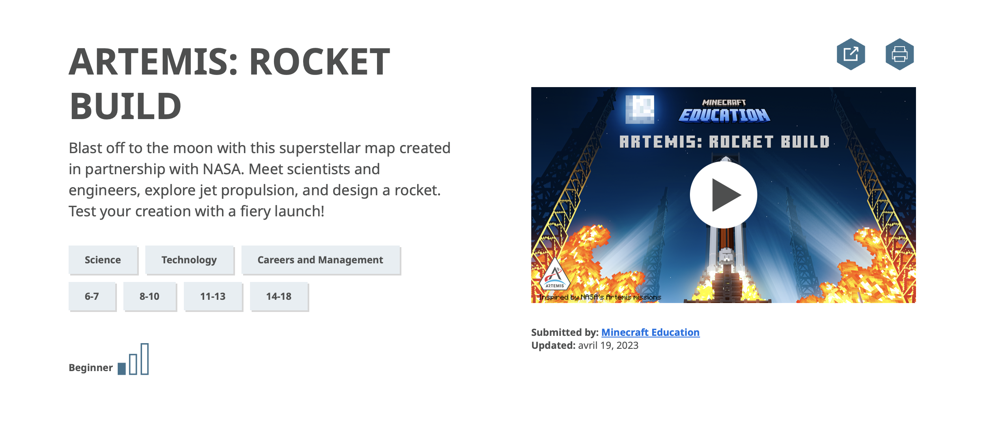 ARTEMIS: ROCKET
BUILD
Blast off to the moon with this superstellar map created
in partnership with NASA. Meet scientists and
engineers, explore jet propulsion, and design a rocket.
Test your creation with a fiery launch!
Science
Technology
Careers and Management
6-7
8-10
11-13
14-18
Beginner
MINECRAFT
EDUCATION
ARTEMIS: ROCKET BUILD
ARTEMIS
Inspired by NASA's Artemis missions
Submitted by: Minecraft Education
Updated: avril 19, 2023